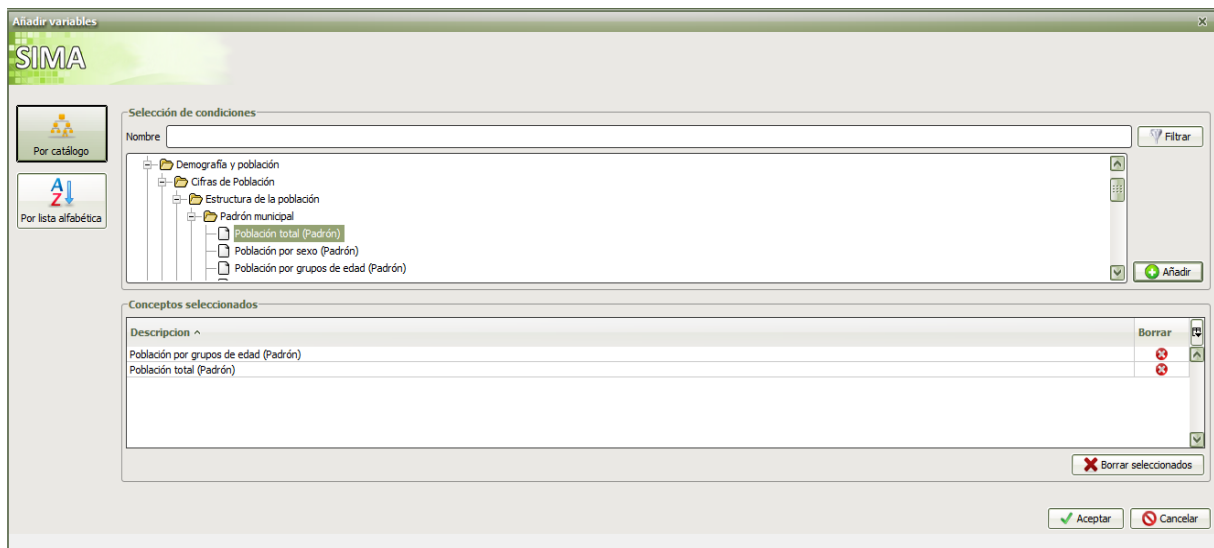 Añadir variables
SIMA
Por catálogo
Por lista alfabética
Selección de condiciones
Nombre
Filtrar
Demografía y población
Cifras de Población
Estructura de la población
Padrón municipal
Población total (Padrón)
Población por sexo (Padrón)
Población por grupos de edad (Padrón)
Añadir
Conceptos seleccionados
Descripcion Borrar
Población por grupos de edad (Padrón)
Población total (Padrón)
Borrar seleccionados
Aceptar Cancelar